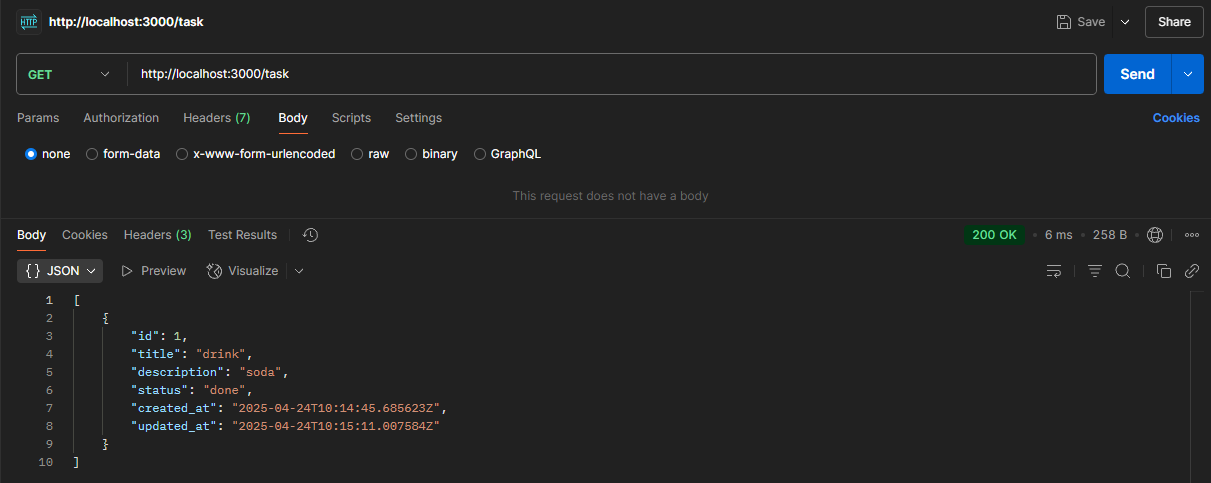 HTTP http://localhost:3000/task Save Share
GET http://localhost:3000/task Send
Params Authorization Headers (7) Body Scripts Settings Cookies
none form-data x-www-form-urlencoded raw binary GraphQL
This request does not have a body
Body Cookies Headers (3) Test Results 200 OK • 6 ms • 258 B
{} JSON Preview Visualize
1 [
2 {
3 "id": 1,
4 "title": "drink",
5 "description": "soda",
6 "status": "done",
7 "created_at": "2025-04-24T10:14:45.685623Z",
8 "updated_at": "2025-04-24T10:15:11.007584Z"
9 }
10 ]